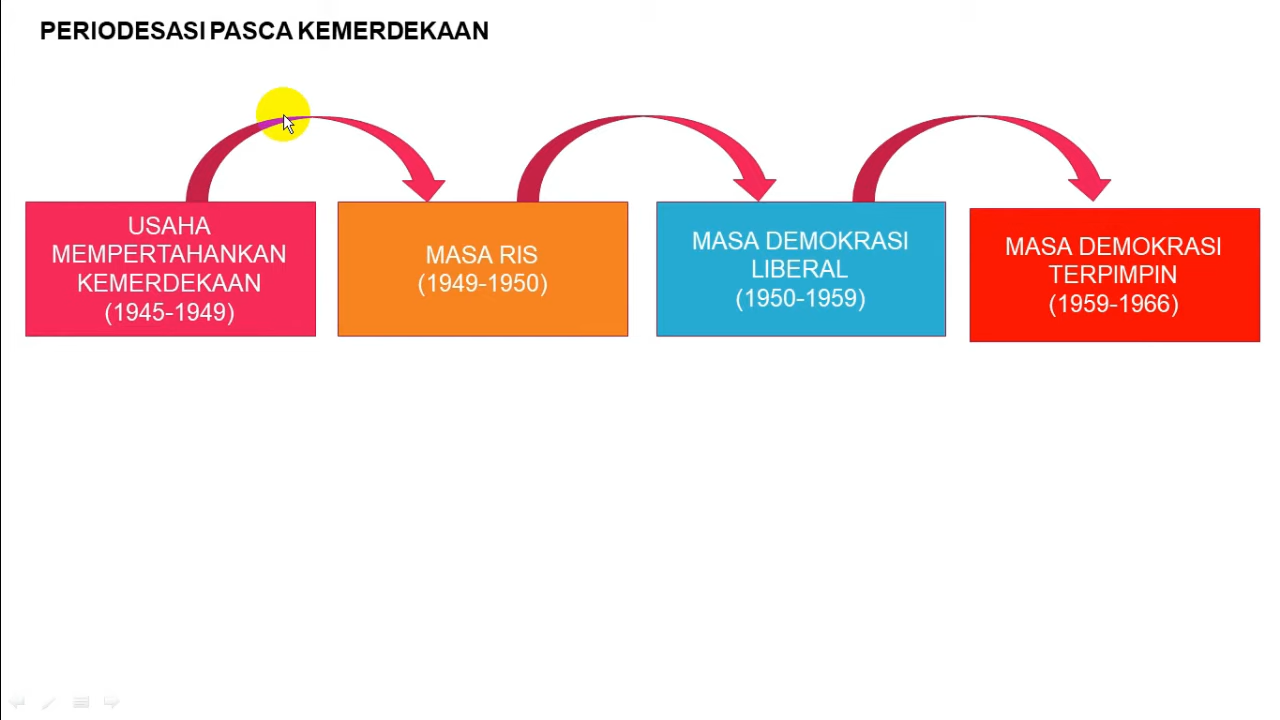 PERIODESASI PASCA KEMERDEKAAN
USAHA
MEMPERTAHANKAN
KEMERDEKAAN
(1945-1949)
MASA RIS
(1949-1950)
MASA DEMOKRASI
LIBERAL
(1950-1959)
MASA DEMOKRASI
TERPIMPIN
(1959-1966)